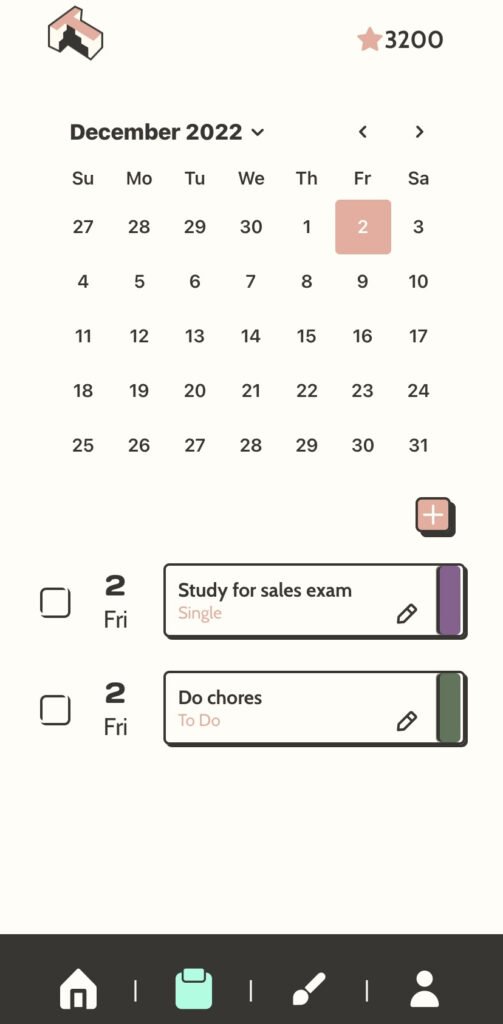 3200
December 2022
Su Mo Tu We Th Fr Sa
27 28 29 30 1 2 3
4 5 6 7 8 9 10
11 12 13 14 15 16 17
18 19 20 21 22 23 24
25 26 27 28 29 30 31
2
Fri
Study for sales exam
Single
2
Fri
Do chores
To Do